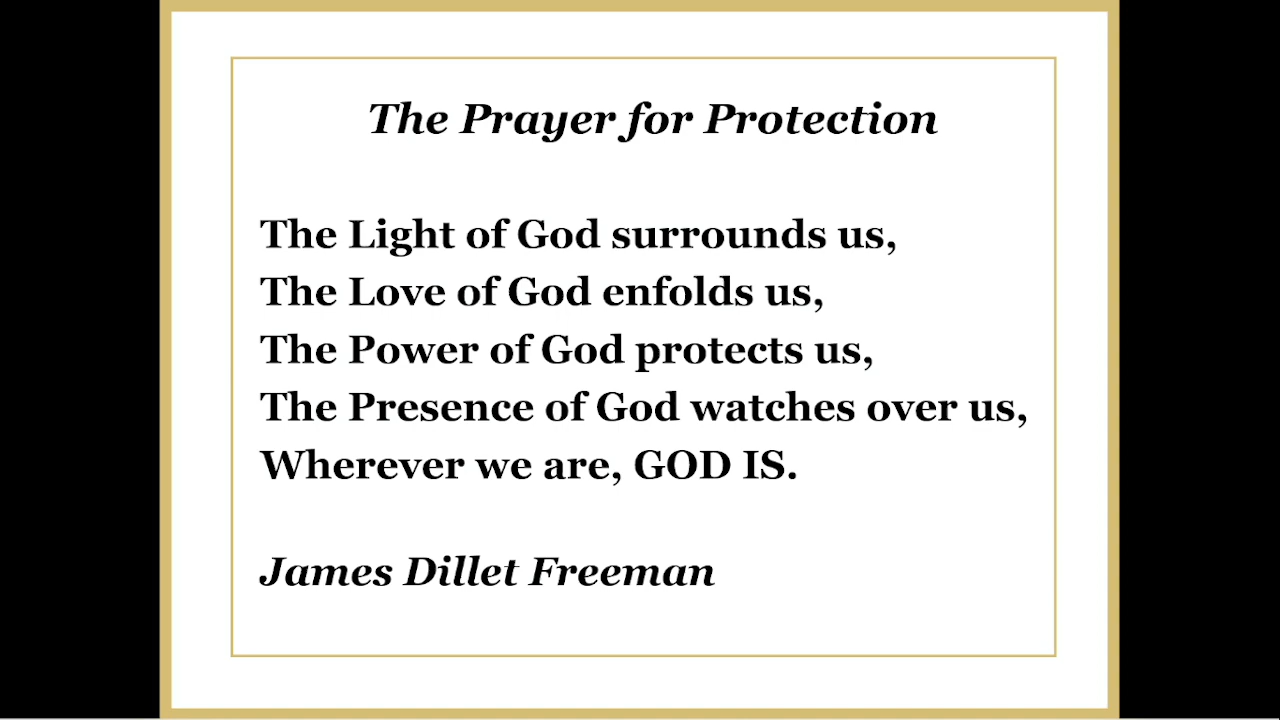 The Prayer for Protection
The Light of God surrounds us,
The Love of God enfolds us,
The Power of God protects us,
The Presence of God watches over us,
Wherever we are, GOD IS.
James Dillet Freeman